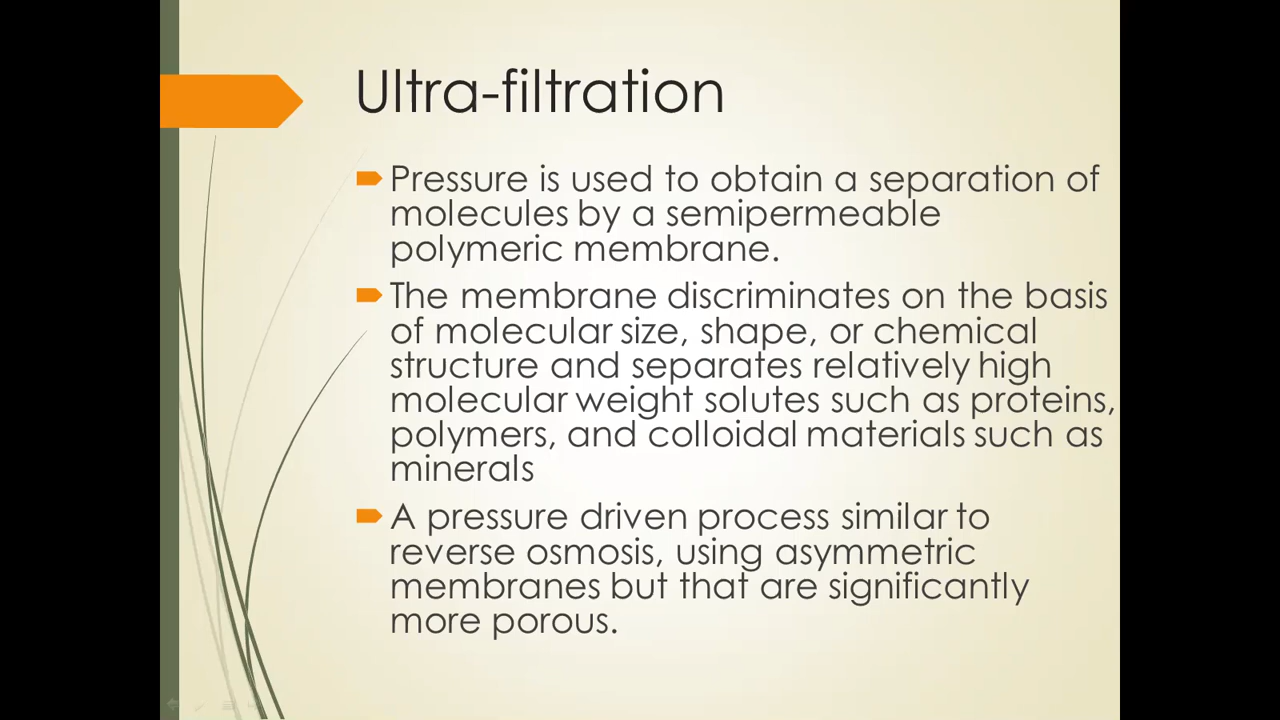 Ultra-filtration
Pressure is used to obtain a separation of
molecules by a semipermeable
polymeric membrane.
The membrane discriminates on the basis
of molecular size, shape, or chemical
structure and separates relatively high
molecular weight solutes such as proteins,
polymers, and colloidal materials such as
minerals
A pressure driven process similar to
reverse osmosis, using asymmetric
membranes but that are significantly
more porous.